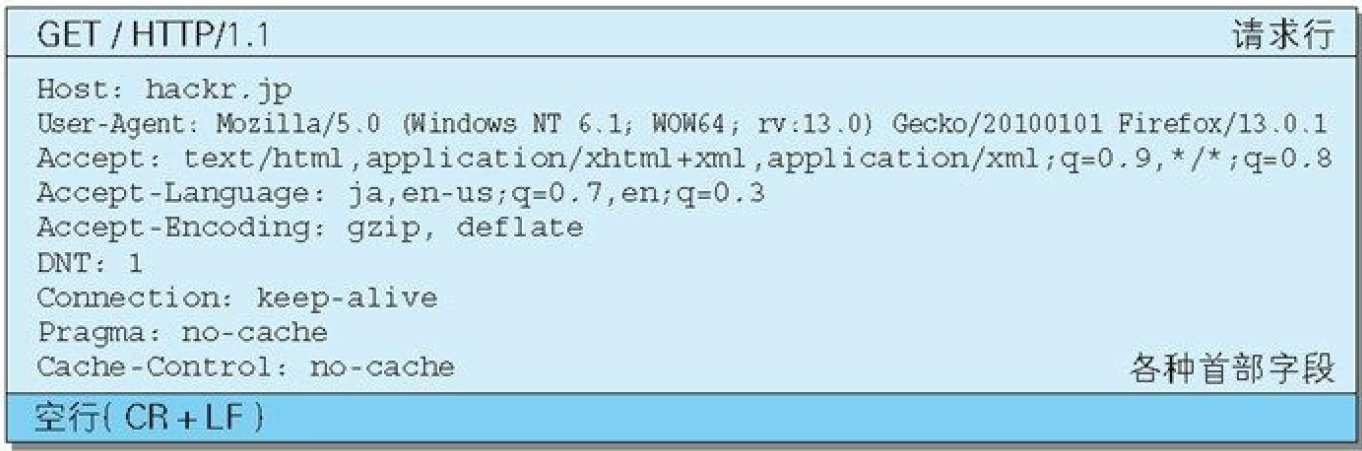 GET / HTTP/1.1 请求行
Host: hackr.jp
User-Agent: Mozilla/5.0 (Windows NT 6.1; WOW64; rv:13.0) Gecko/20100101 Firefox/13.0.1
Accept: text/html,application/xhtml+xml,application/xml;q=0.9,*/*;q=0.8
Accept-Language: ja,en-us;q=0.7,en;q=0.3
Accept-Encoding: gzip, deflate
DNT: 1
Connection: keep-alive
Pragma: no-cache
Cache-Control: no-cache 各种首部字段
空行( CR + LF )